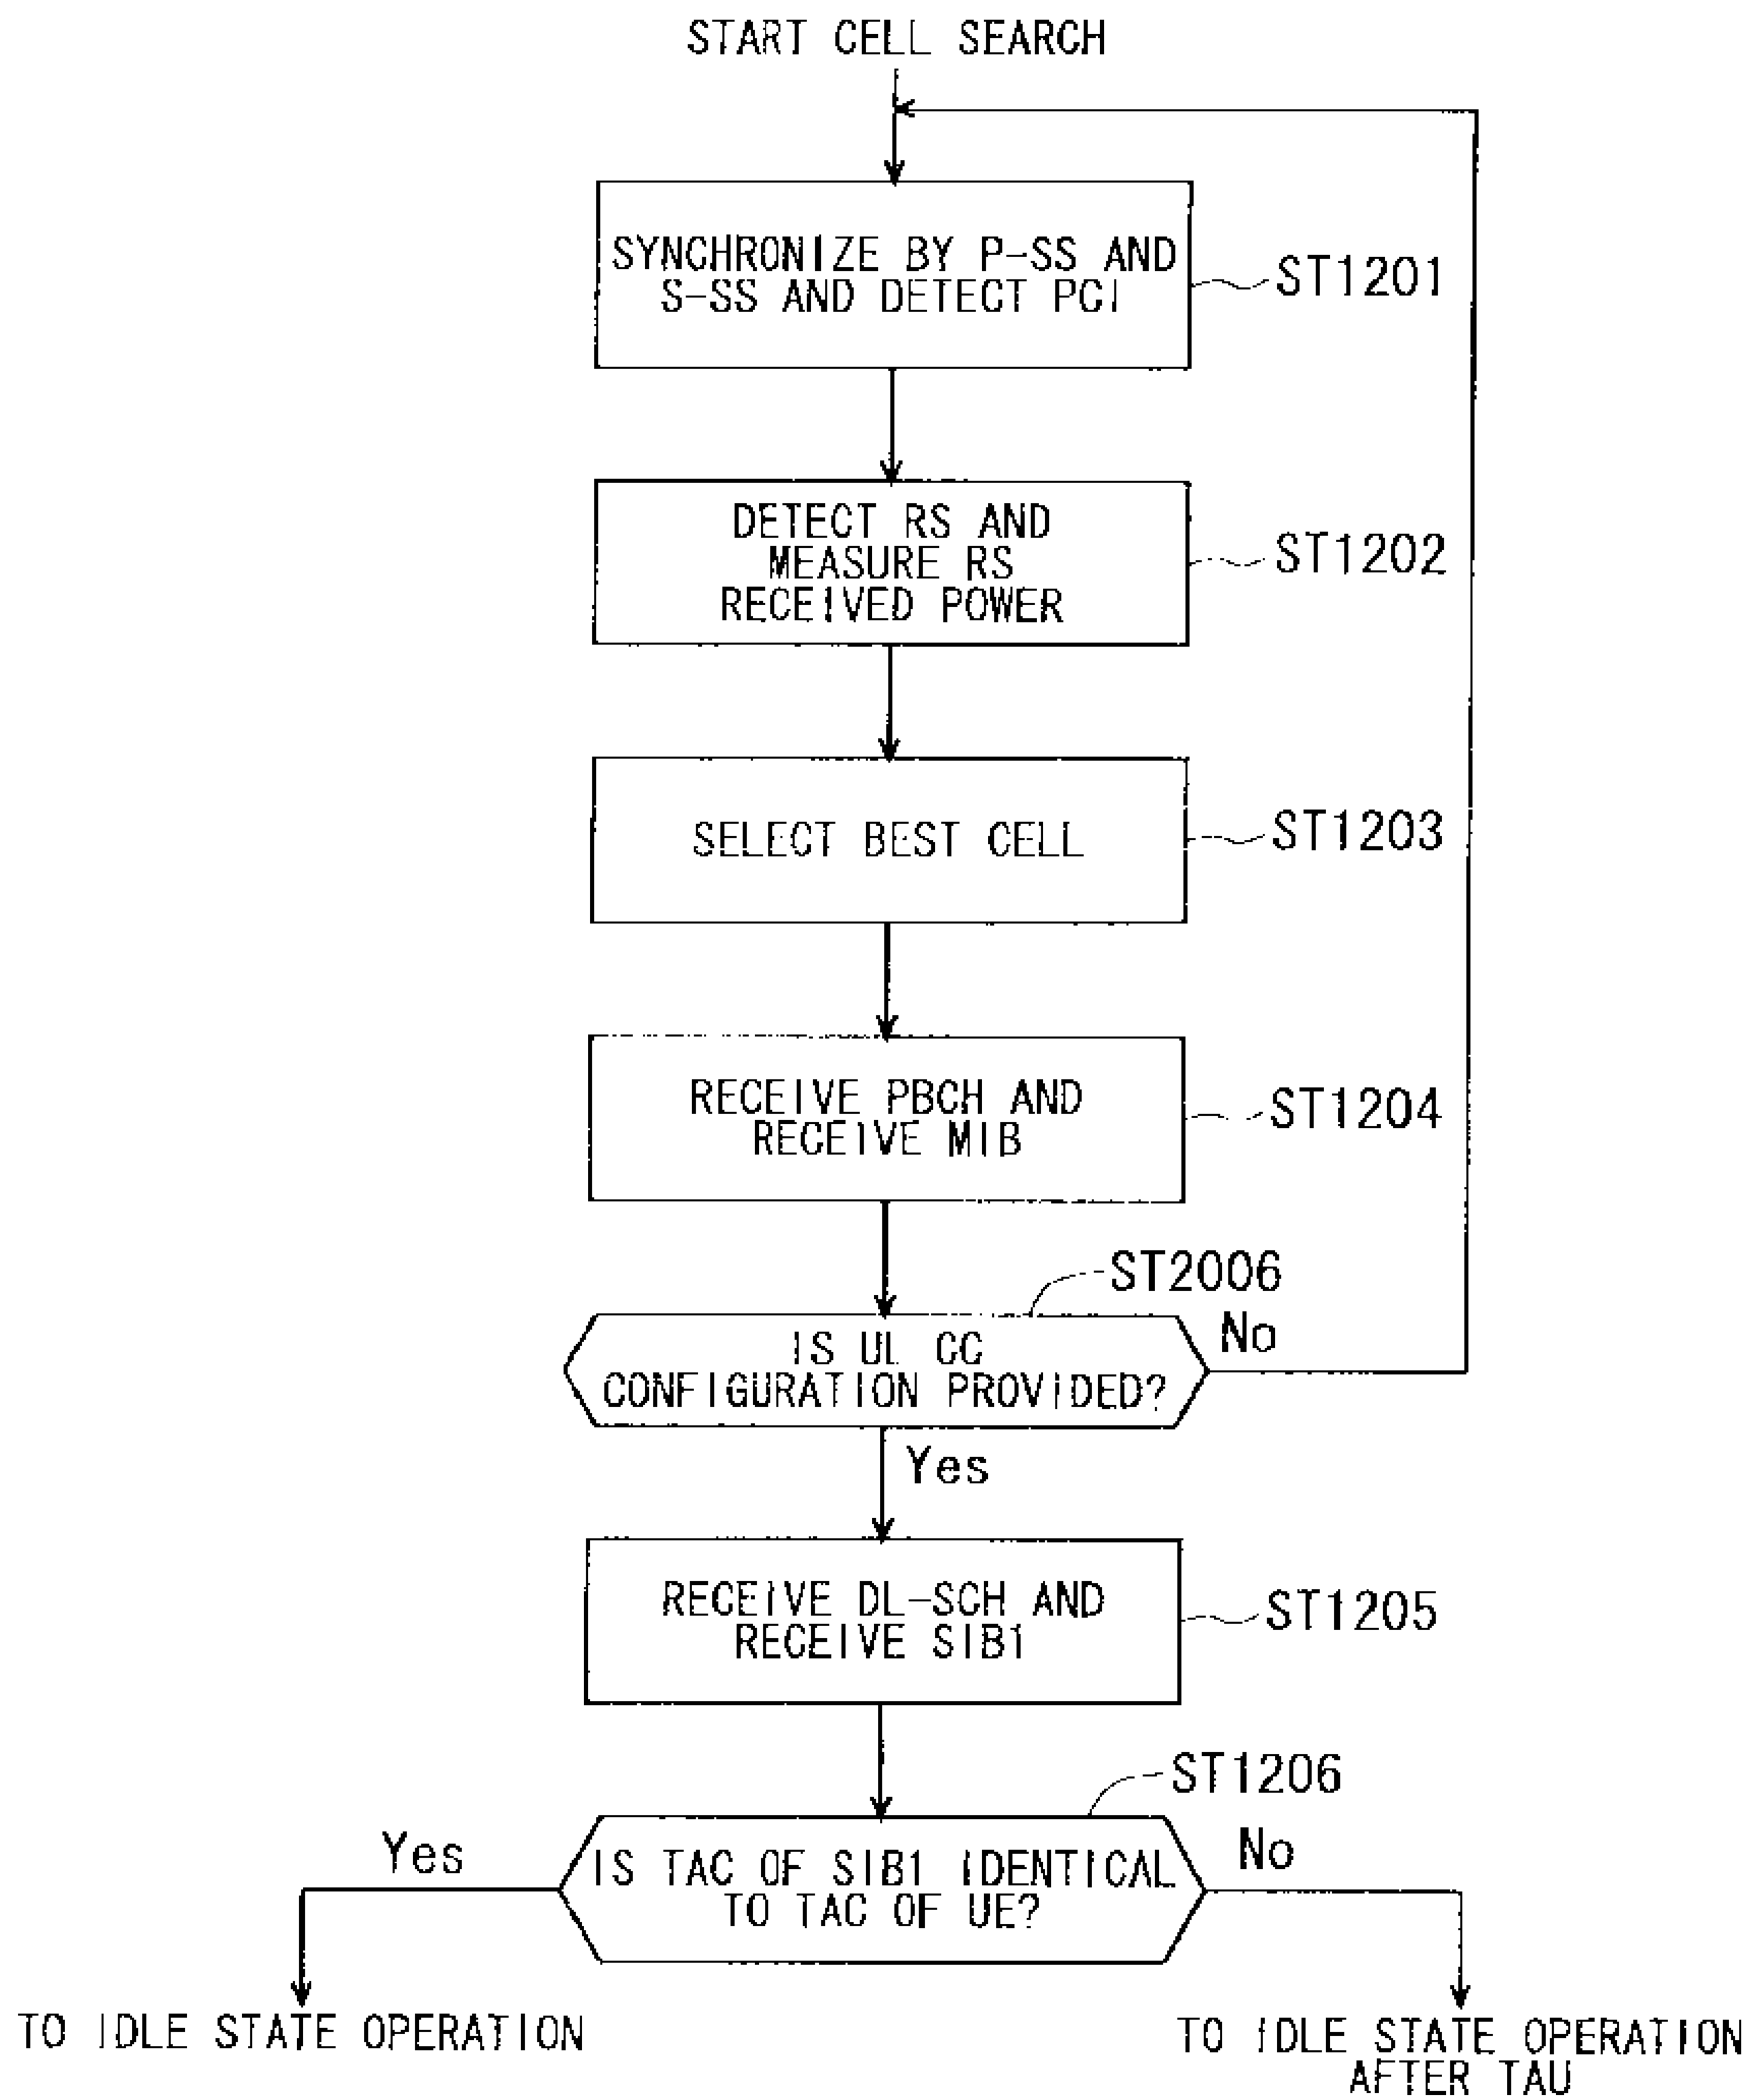 START CELL SEARCH
SYNCHRONIZE BY P-SS AND
S-SS AND DETECT PCI
ST1201
DETECT RS AND
MEASURE RS
RECEIVED POWER
ST1202
SELECT BEST CELL
ST1203
RECEIVE PBCH AND
RECEIVE MIB
ST1204
ST2006
IS UL CC
CONFIGURATION PROVIDED?
No
Yes
RECEIVE DL-SCH AND
RECEIVE SIB1
ST1205
ST1206
IS TAC OF SIB1 IDENTICAL
TO TAC OF UE?
Yes
No
TO IDLE STATE OPERATION
TO IDLE STATE OPERATION
AFTER TAU